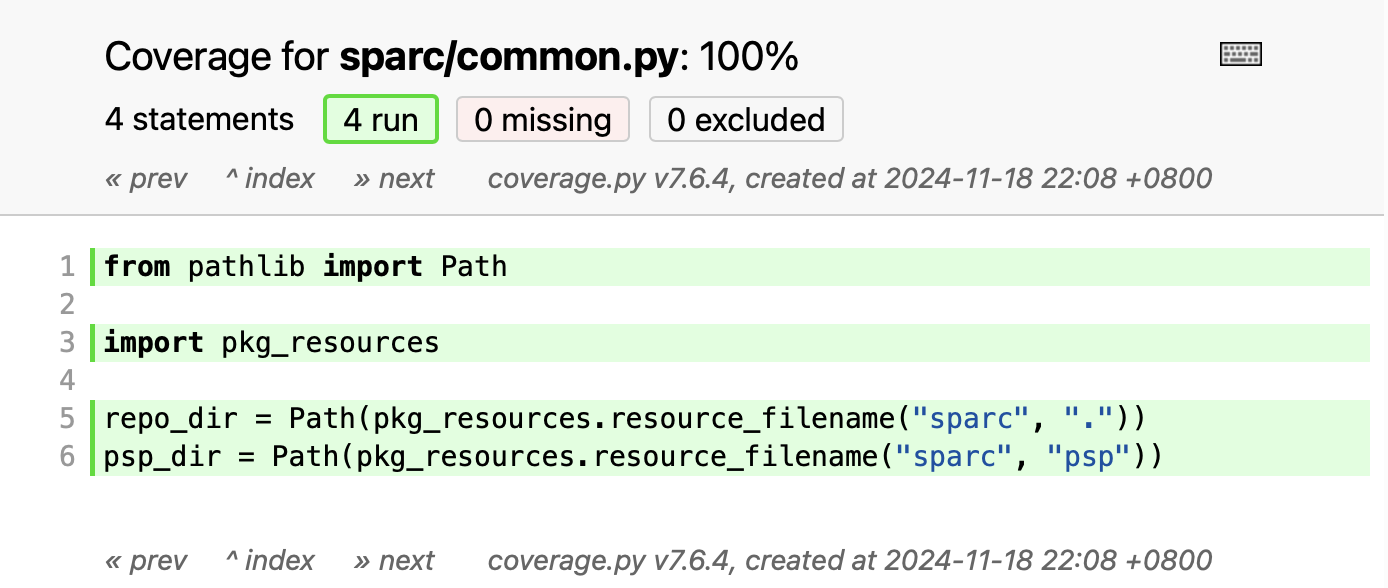 Coverage for sparc/common.py: 100%
4 statements 4 run 0 missing 0 excluded
« prev ^ index » next coverage.py v7.6.4, created at 2024-11-18 22:08 +0800
1 from pathlib import Path
2
3 import pkg_resources
4
5 repo_dir = Path(pkg_resources.resource_filename("sparc", "."))
6 psp_dir = Path(pkg_resources.resource_filename("sparc", "psp"))
« prev ^ index » next coverage.py v7.6.4, created at 2024-11-18 22:08 +0800